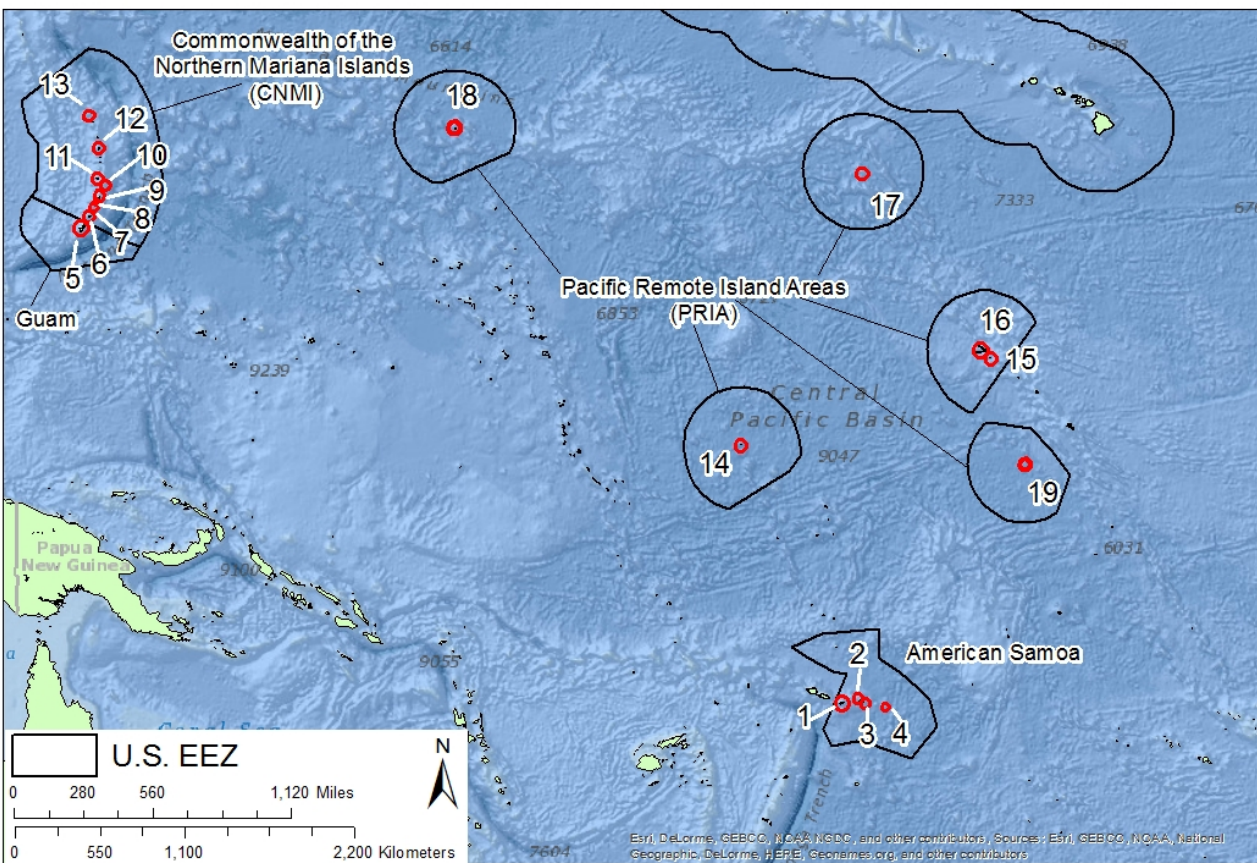 Commonwealth of the
Northern Mariana Islands
(CNMI)
6614
6938
13
18
12
11
10
9
17
7333
8
7
6
5
Guam
Pacific Remote Island Areas
(PRIA)
6853
16
15
9239
Central
Pacific Basin
14
9047
19
Papua
New Guinea
6031
9100
American Samoa
2
9055
1
3
4
U.S. EEZ
N
0 280 560 1,120 Miles
0 550 1,100 2,200 Kilometers
French
7604
Esri, DeLorme, GEBCO, NOAA NGDC, and other contributors, Sources: Esri, GEBCO, NOAA, National
Geographic, DeLorme, HERE, Geonames.org, and other contributors